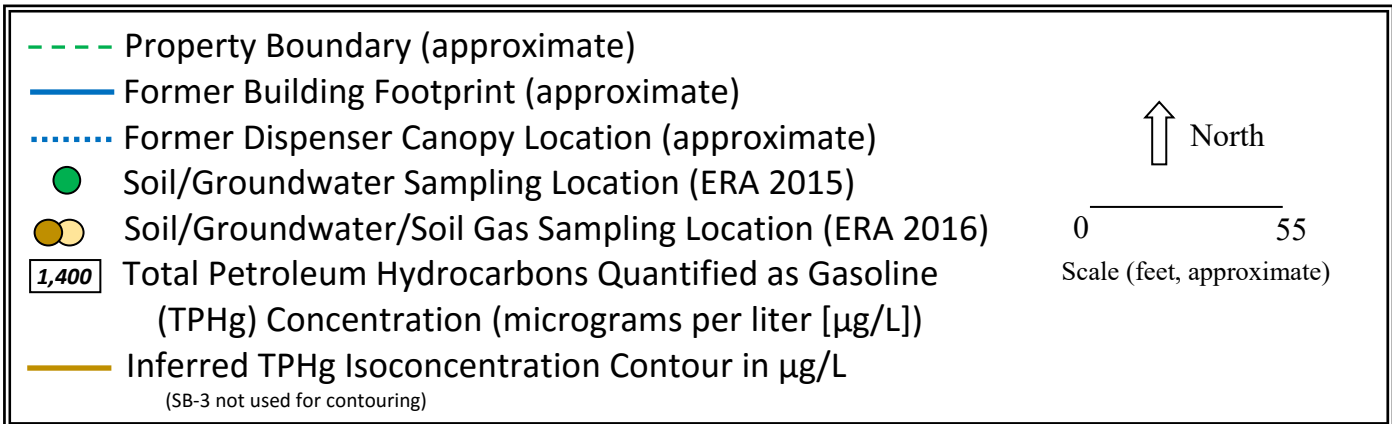 Property Boundary (approximate)
Former Building Footprint (approximate)
Former Dispenser Canopy Location (approximate)
Soil/Groundwater Sampling Location (ERA 2015)
Soil/Groundwater/Soil Gas Sampling Location (ERA 2016)
1,400 Total Petroleum Hydrocarbons Quantified as Gasoline
(TPHg) Concentration (micrograms per liter [µg/L])
Inferred TPHg Isoconcentration Contour in µg/L
(SB-3 not used for contouring)
North
0 55
Scale (feet, approximate)